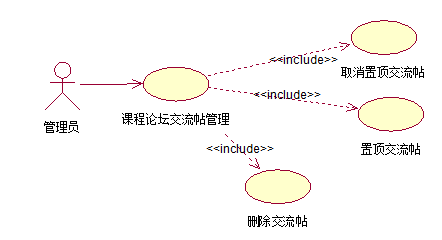 <<include>>
取消置顶交流帖
<<include>>
管理员
课程论坛交流帖管理
置顶交流帖
<<include>>
删除交流帖